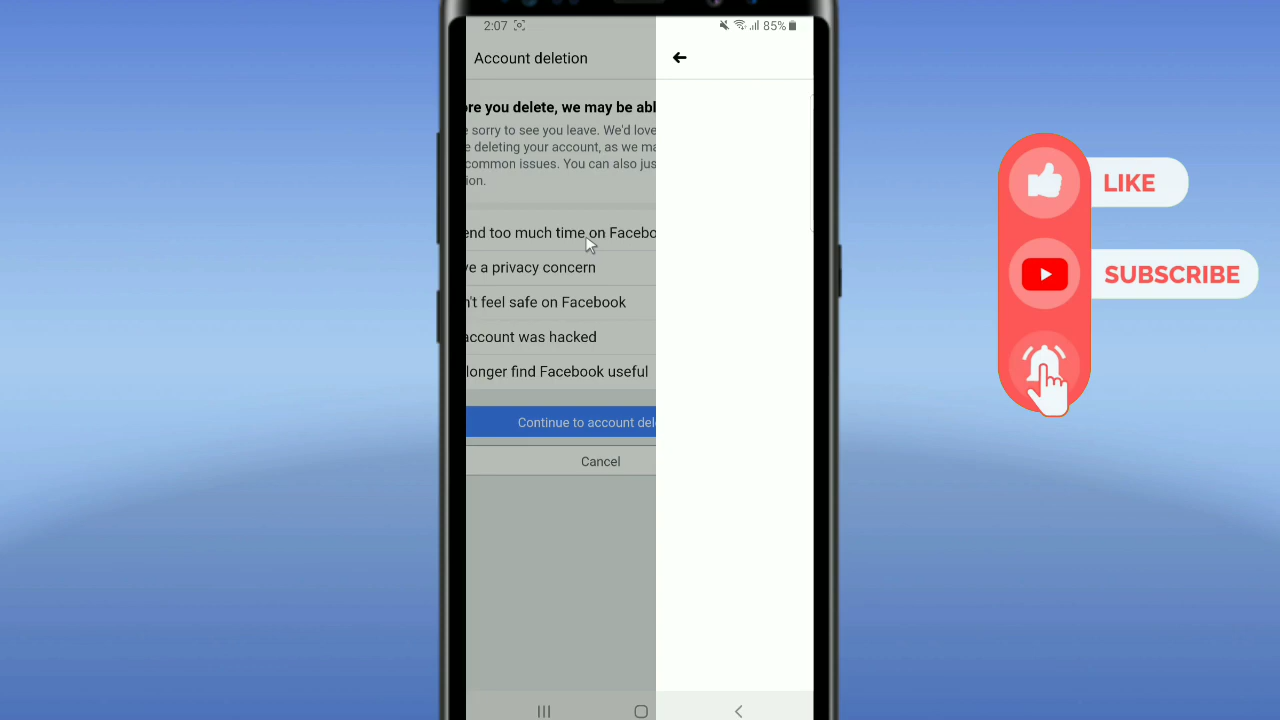 2:07
85%
Account deletion
ore you delete, we may be abl
e sorry to see you leave. We'd love
e deleting your account, as we ma
common issues. You can also jus
ion.
end too much time on Facebo
ve a privacy concern
n't feel safe on Facebook
account was hacked
longer find Facebook useful
Continue to account del
Cancel
LIKE
SUBSCRIBE